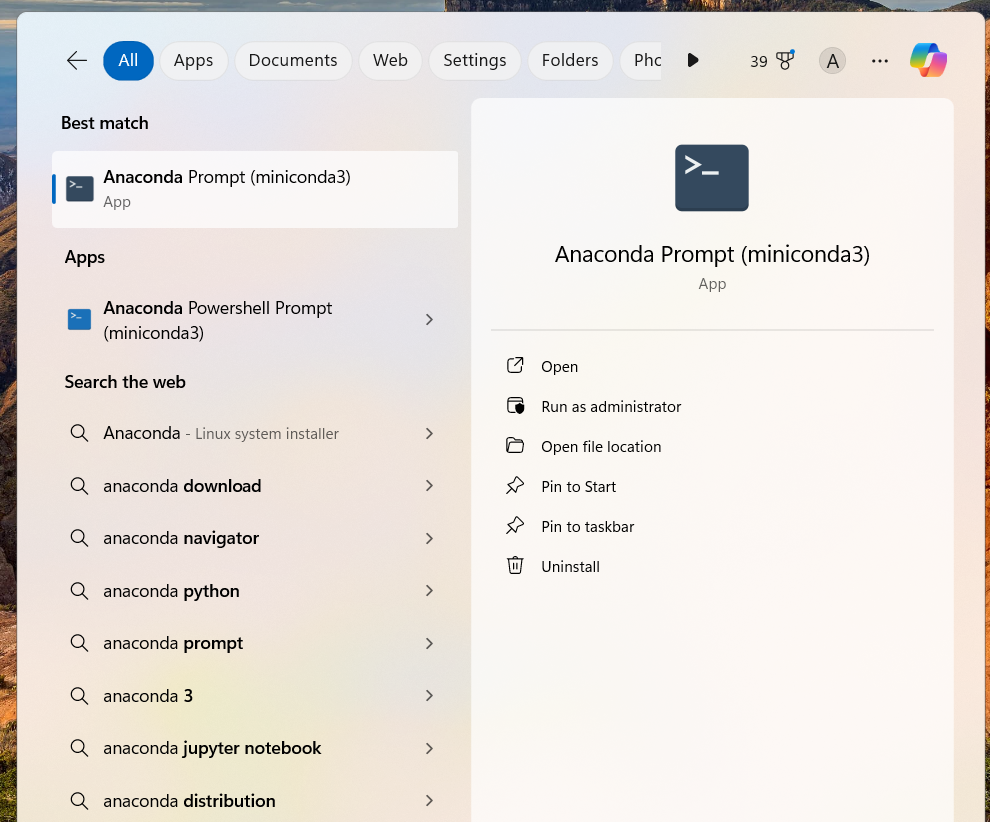 All
Apps
Documents
Web
Settings
Folders
Pho
39
A
Best match
Anaconda Prompt (miniconda3)
App
Apps
Anaconda Powershell Prompt
(miniconda3)
Search the web
Anaconda - Linux system installer
anaconda download
anaconda navigator
anaconda python
anaconda prompt
anaconda 3
anaconda jupyter notebook
anaconda distribution
Anaconda Prompt (miniconda3)
App
Open
Run as administrator
Open file location
Pin to Start
Pin to taskbar
Uninstall